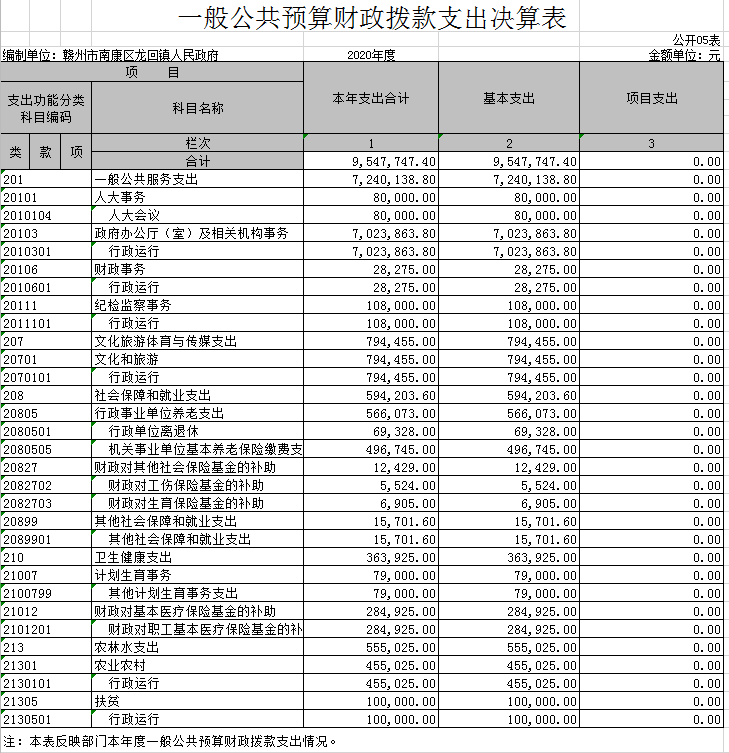 一般公共预算财政拨款支出决算表
公开05表
编制单位：赣州市南康区龙回镇人民政府 2020年度 金额单位：元
项 目 本年支出合计 基本支出 项目支出
支出功能分类科目编码 科目名称
类 款 项 栏次 1 2 3
合计 9,547,747.40 9,547,747.40 0.00
201 一般公共服务支出 7,240,138.80 7,240,138.80 0.00
20101 人大事务 80,000.00 80,000.00 0.00
2010104 人大会议 80,000.00 80,000.00 0.00
20103 政府办公厅（室）及相关机构事务 7,023,863.80 7,023,863.80 0.00
2010301 行政运行 7,023,863.80 7,023,863.80 0.00
20106 财政事务 28,275.00 28,275.00 0.00
2010601 行政运行 28,275.00 28,275.00 0.00
20111 纪检监察事务 108,000.00 108,000.00 0.00
2011101 行政运行 108,000.00 108,000.00 0.00
207 文化旅游体育与传媒支出 794,455.00 794,455.00 0.00
20701 文化和旅游 794,455.00 794,455.00 0.00
2070101 行政运行 794,455.00 794,455.00 0.00
208 社会保障和就业支出 594,203.60 594,203.60 0.00
20805 行政事业单位养老支出 566,073.00 566,073.00 0.00
2080501 行政单位离退休 69,328.00 69,328.00 0.00
2080505 机关事业单位基本养老保险缴费支 496,745.00 496,745.00 0.00
20827 财政对其他社会保险基金的补助 12,429.00 12,429.00 0.00
2082702 财政对工伤保险基金的补助 5,524.00 5,524.00 0.00
2082703 财政对生育保险基金的补助 6,905.00 6,905.00 0.00
20899 其他社会保障和就业支出 15,701.60 15,701.60 0.00
2089901 其他社会保障和就业支出 15,701.60 15,701.60 0.00
210 卫生健康支出 363,925.00 363,925.00 0.00
21007 计划生育事务 79,000.00 79,000.00 0.00
2100799 其他计划生育事务支出 79,000.00 79,000.00 0.00
21012 财政对基本医疗保险基金的补助 284,925.00 284,925.00 0.00
2101201 财政对职工基本医疗保险基金的补 284,925.00 284,925.00 0.00
213 农林水支出 555,025.00 555,025.00 0.00
21301 农业农村 455,025.00 455,025.00 0.00
2130101 行政运行 455,025.00 455,025.00 0.00
21305 扶贫 100,000.00 100,000.00 0.00
2130501 行政运行 100,000.00 100,000.00 0.00
注：本表反映部门本年度一般公共预算财政拨款支出情况。